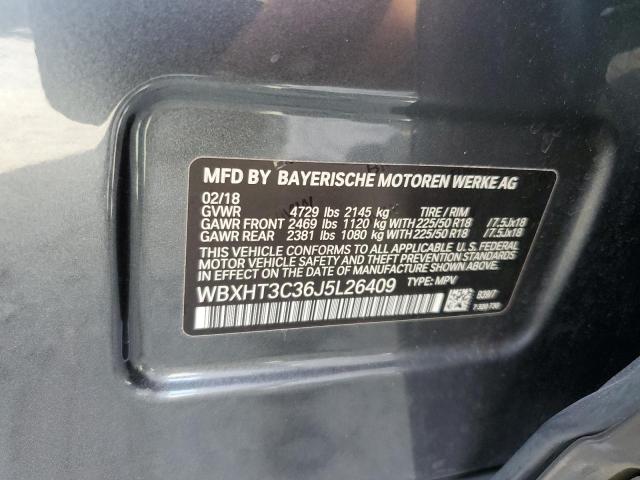 MFD BY BAYERISCHE MOTOREN WERKE AG
02/18
GVWR 4729 lbs 2145 kg TIRE / RIM
GAWR FRONT 2469 lbs 1120 kg WITH 225/50 R18 /7.5Jx18
GAWR REAR 2381 lbs 1080 kg WITH 225/50 R18 /7.5Jx18
THIS VEHICLE CONFORMS TO ALL APPLICABLE U.S. FEDERAL
MOTOR VEHICLE SAFETY AND THEFT PREVENTION STANDARDS
IN EFFECT ON THE DATE OF MANUFACTURE SHOWN ABOVE.
WBXHT3C36J5L26409 TYPE: MPV